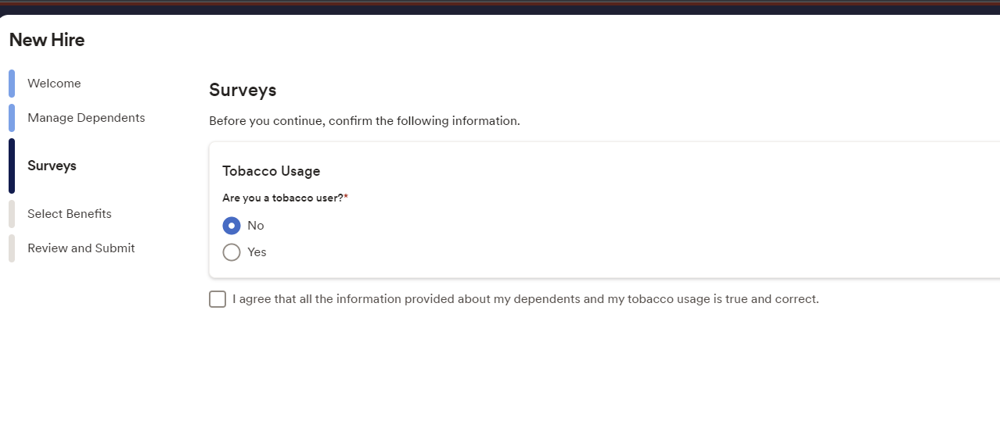 New Hire
Welcome
Manage Dependents
Surveys
Select Benefits
Review and Submit
Surveys
Before you continue, confirm the following information.
Tobacco Usage
Are you a tobacco user?*
No
Yes
I agree that all the information provided about my dependents and my tobacco usage is true and correct.